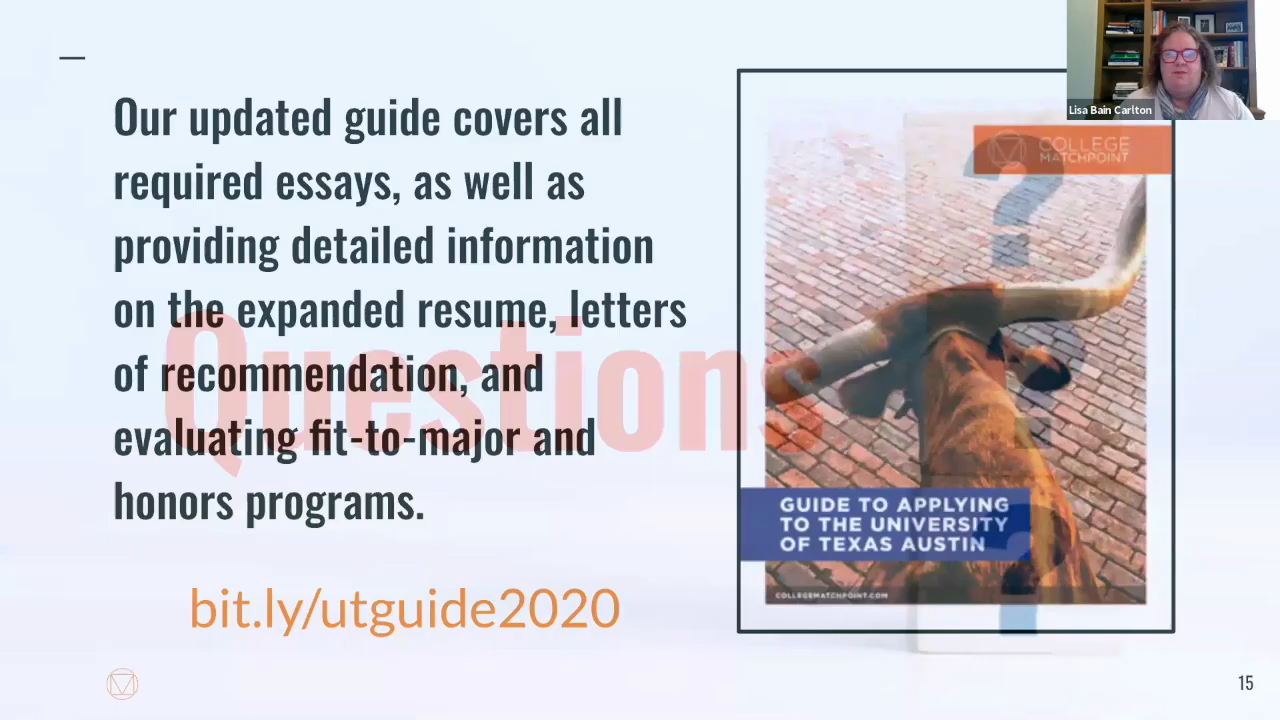 Our updated guide covers all
required essays, as well as
providing detailed information
on the expanded resume, letters
of recommendation, and
evaluating fit-to-major and
honors programs.
Questions
bit.ly/utguide2020
Lisa Bain Carlton
COLLEGE
MATCHPOINT
?
?
?
GUIDE TO APPLYING
TO THE UNIVERSITY
OF TEXAS AUSTIN
COLLEGEMATCHPOINT.COM
15